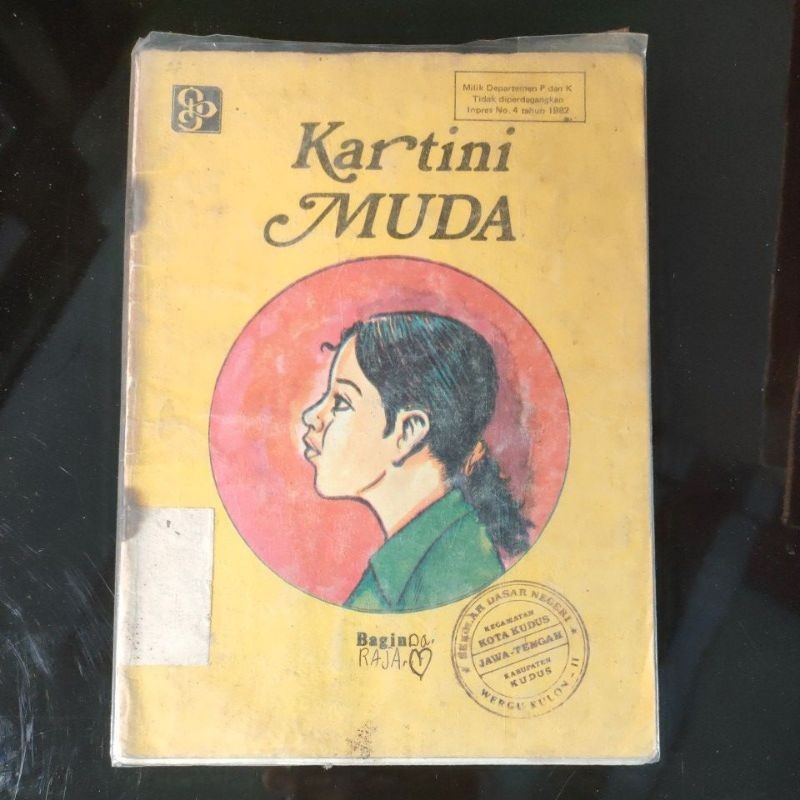 Milik Departemen P dan K
Tidak diperdagangkan
Inpres No. 4 tahun 1982
Kartini
MUDA
BaginDa.
RAJA.
SEKOLAH DASAR NEGERI
KECAMATAN
KOTA KUDUS
JAWA-TENGAH
KABUPATEN
KUDUS
WERGU KULON - II